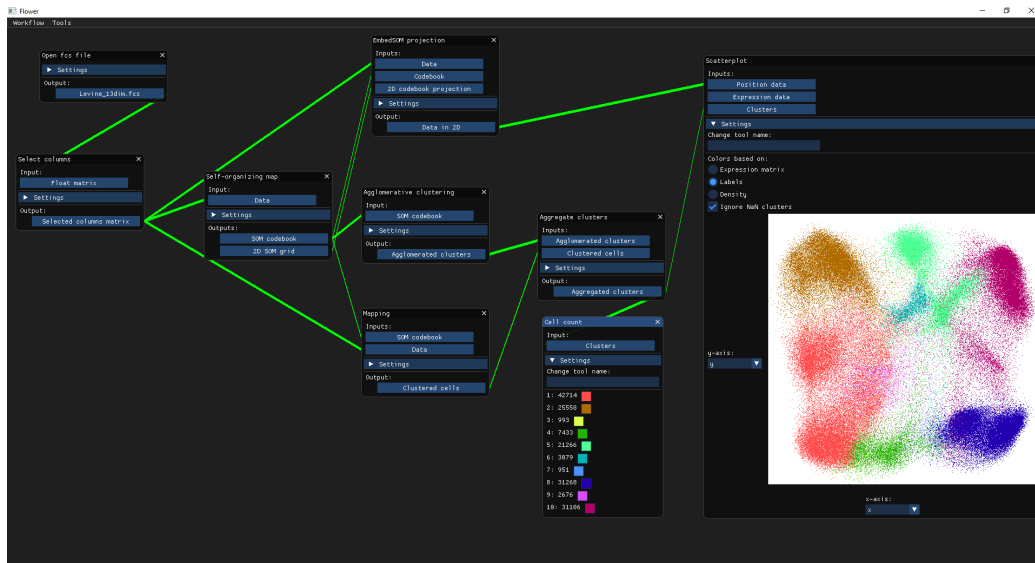 Flower
Workflow Tools
Open fcs file
Settings
Output:
Levine_13dim.fcs
Select columns
Input:
Float matrix
Settings
Output:
Selected columns matrix
Self-organizing map
Input:
Data
Settings
Outputs:
SOM codebook
2D SOM grid
EmbedSOM projection
Inputs:
Data
Codebook
2D codebook projection
Settings
Output:
Data in 2D
Agglomerative clustering
Input:
SOM codebook
Settings
Output:
Agglomerated clusters
Mapping
Inputs:
SOM codebook
Data
Settings
Output:
Clustered cells
Aggregate clusters
Inputs:
Agglomerated clusters
Clustered cells
Settings
Output:
Aggregated clusters
Cell count
Input:
Clusters
Settings
Change tool name:
1: 42714
2: 25558
3: 993
4: 7433
5: 21266
6: 3879
7: 951
8: 31268
9: 2676
10: 31106
Scatterplot
Inputs:
Position data
Expression data
Clusters
Settings
Change tool name:
Colors based on:
Expression matrix
Labels
Density
Ignore NaN clusters
y-axis:
y
x-axis:
x